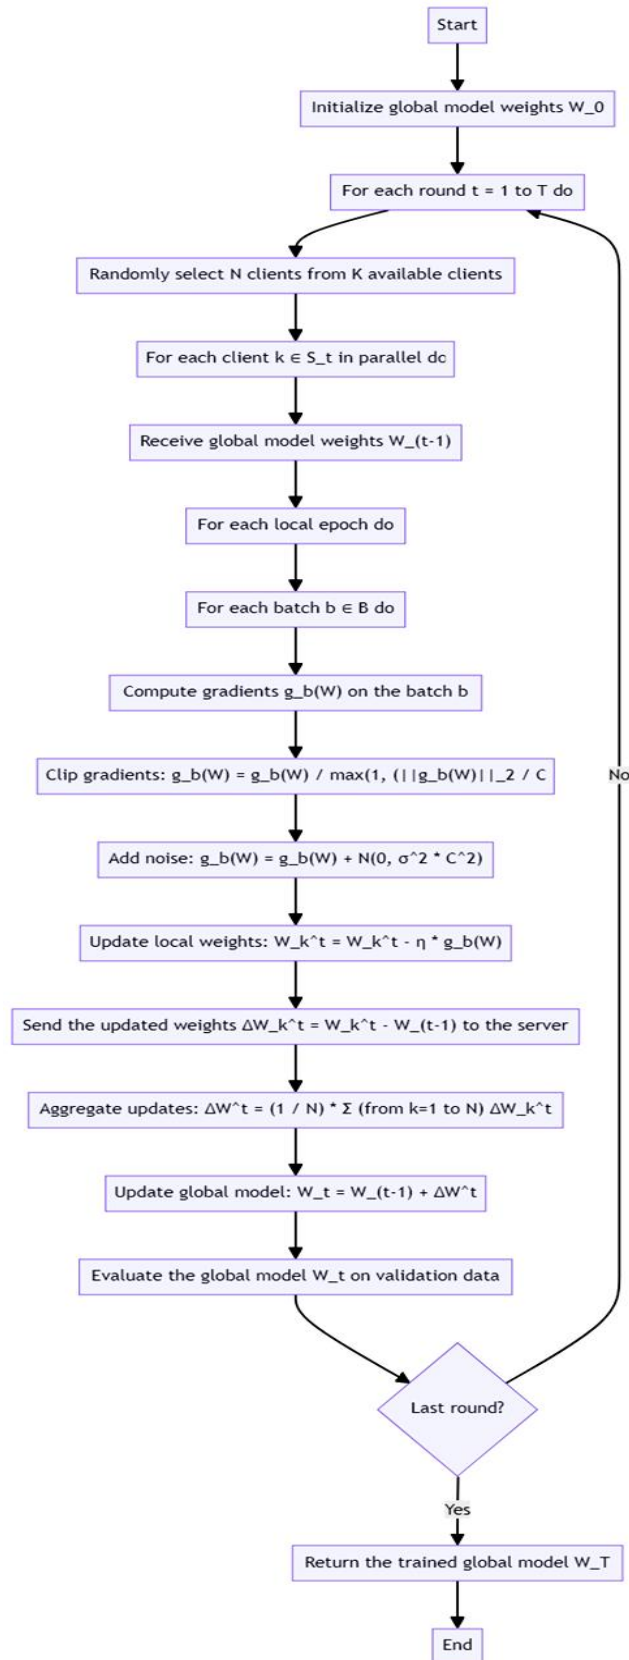 Start
Initialize global model weights W_0
For each round t = 1 to T do
Randomly select N clients from K available clients
For each client k ∈ S_t in parallel do
Receive global model weights W_(t-1)
For each local epoch do
For each batch b ∈ B do
Compute gradients g_b(W) on the batch b
Clip gradients: g_b(W) = g_b(W) / max(1, (||g_b(W)||_2 / C
No
Add noise: g_b(W) = g_b(W) + N(0, σ^2 * C^2)
Update local weights: W_k^t = W_k^t - η * g_b(W)
Send the updated weights ΔW_k^t = W_k^t - W_(t-1) to the server
Aggregate updates: ΔW^t = (1 / N) * Σ (from k=1 to N) ΔW_k^t
Update global model: W_t = W_(t-1) + ΔW^t
Evaluate the global model W_t on validation data
Last round?
Yes
Return the trained global model W_T
End